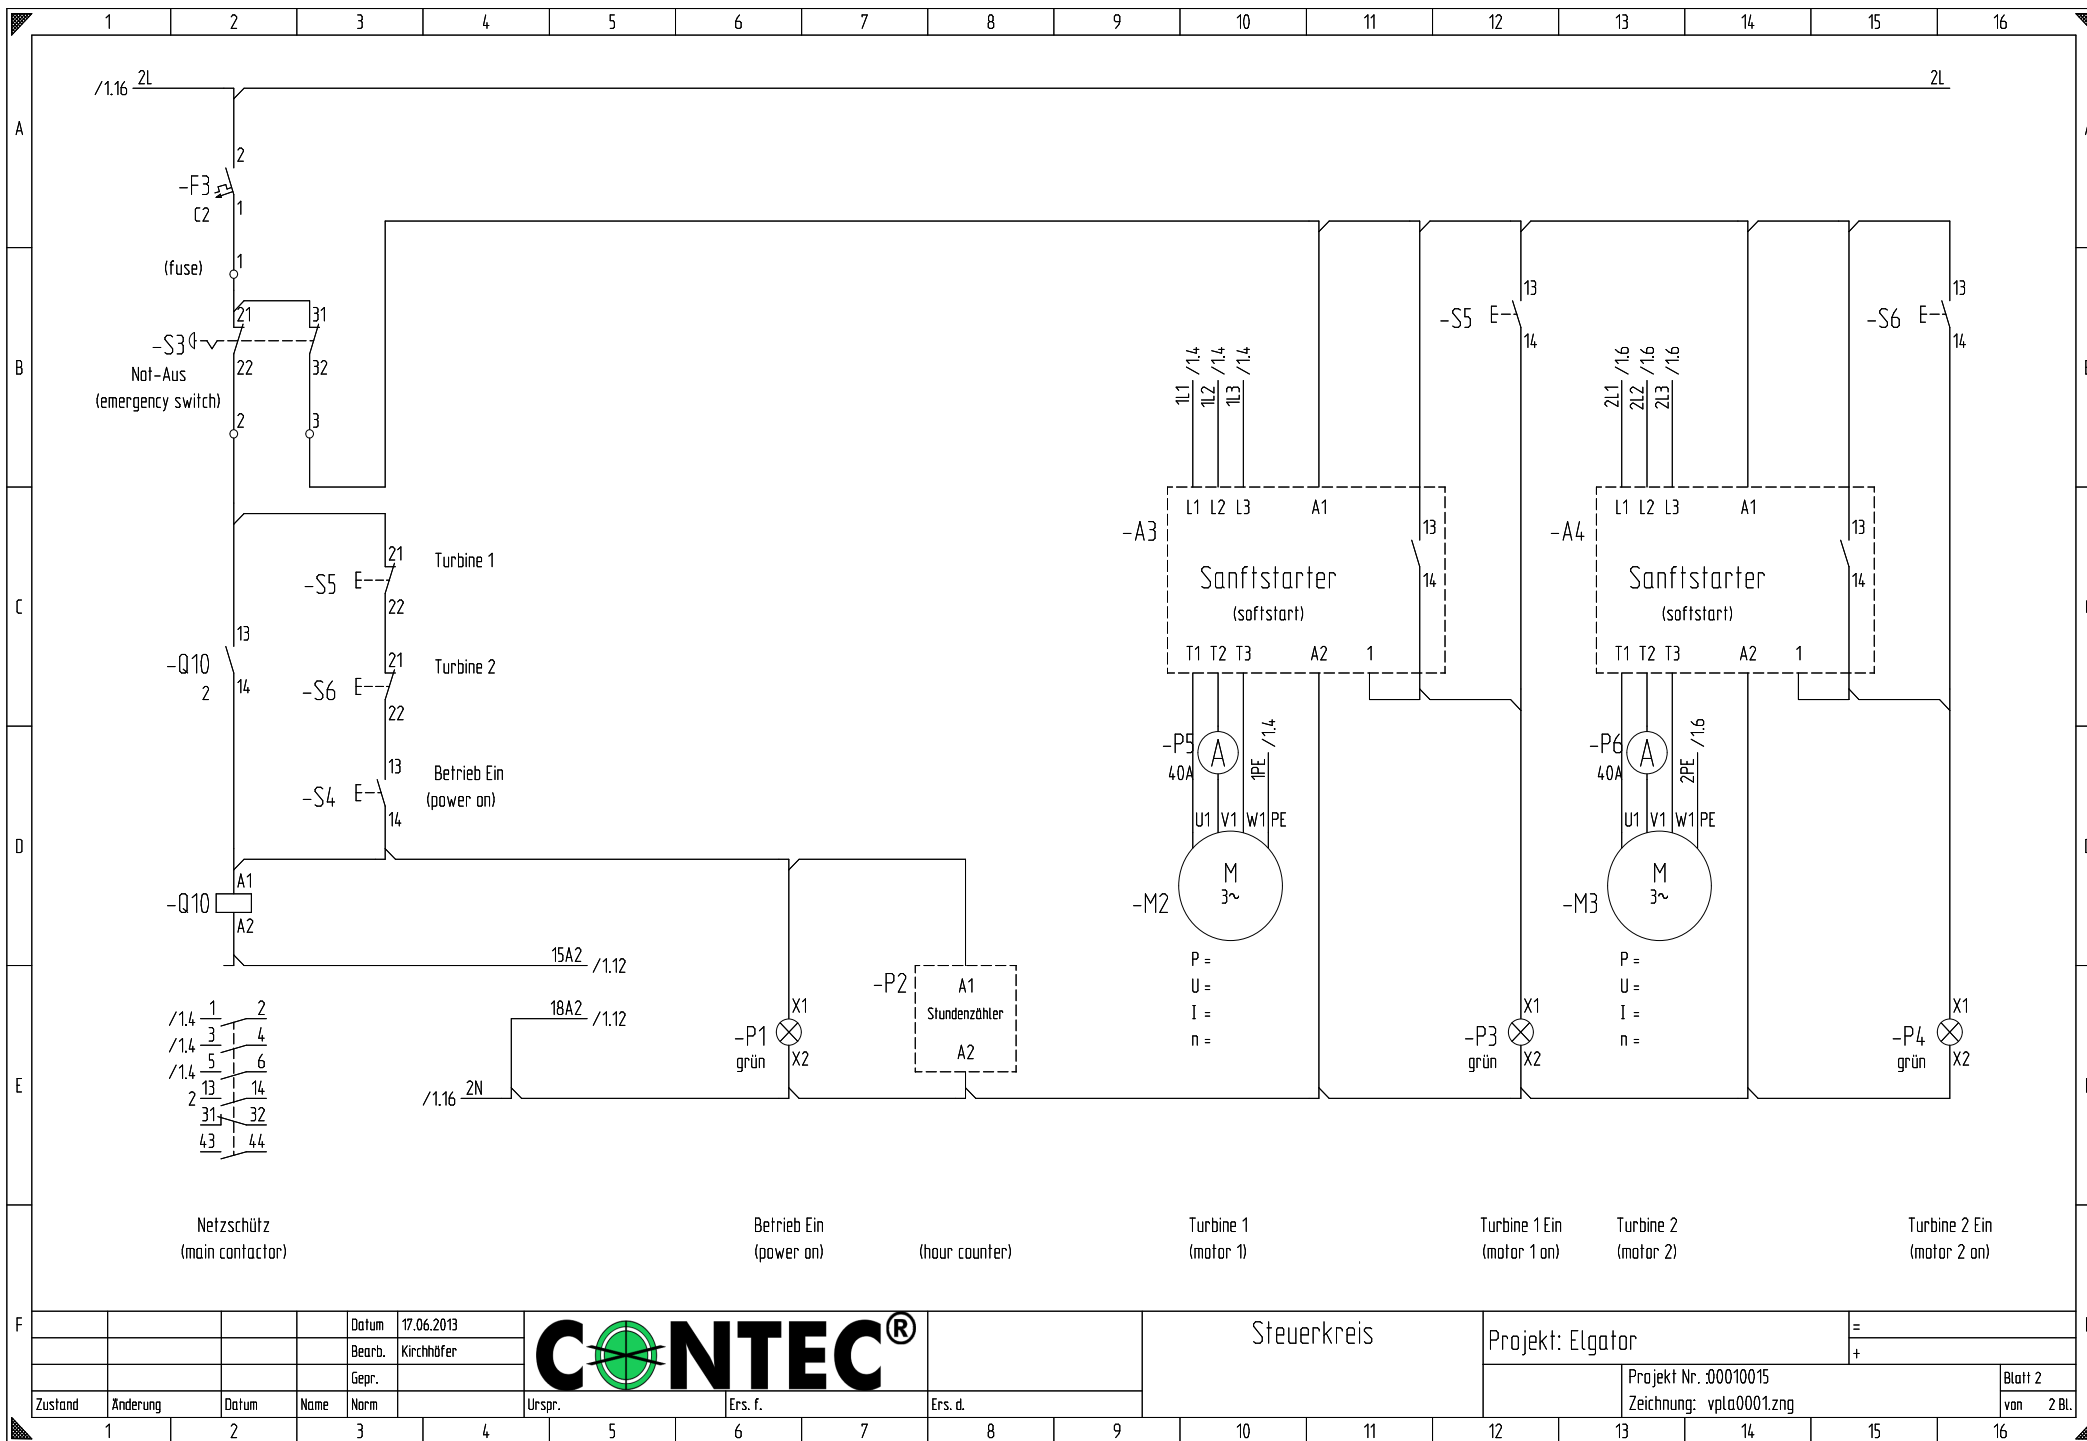 1 2 3 4 5 6 7 8 9 10 11 12 13 14 15 16
/1.16 2L 2L
A
2
-F3
C2
1
(fuse)
1
21 31
-S3
22 32
Not-Aus
(emergency switch)
2 3
B
13
-S5 E
14
13
-S6 E
14
1L1 /1.4
1L2 /1.4
1L3 /1.4
2L1 /1.6
2L2 /1.6
2L3 /1.6
C
21
-S5 E
22
Turbine 1
13
-Q10
2
14
21
-S6 E
22
Turbine 2
-A3
L1 L2 L3 A1
13
14
Sanftstarter
(softstart)
T1 T2 T3 A2 1
-A4
L1 L2 L3 A1
13
14
Sanftstarter
(softstart)
T1 T2 T3 A2 1
D
13
-S4 E
14
Betrieb Ein
(power on)
-P5
40A
A
1PE /1.4
U1 V1 W1 PE
M
3~
-M2
-P6
40A
A
2PE /1.6
U1 V1 W1 PE
M
3~
-M3
A1
-Q10
A2
15A2 /1.12
18A2 /1.12
/1.16 2N
E
/1.4 1 2
/1.4 3 4
/1.4 5 6
2 13 14
31 32
43 44
X1
-P1
grün
X2
-P2
A1
Stundenzähler
A2
P =
U =
I =
n =
X1
-P3
grün
X2
P =
U =
I =
n =
X1
-P4
grün
X2
Netzschütz
(main contactor)
Betrieb Ein
(power on)
(hour counter)
Turbine 1
(motor 1)
Turbine 1 Ein
(motor 1 on)
Turbine 2
(motor 2)
Turbine 2 Ein
(motor 2 on)
F
Datum 17.06.2013
Bearb. Kirchhöfer
Gepr.
Zustand Änderung Datum Name Norm
CONTEC®
Urspr. Ers. f. Ers. d.
Steuerkreis
Projekt: Elgator
=
+
Projekt Nr. :00010015
Zeichnung: vpla0001.zng
Blatt 2
von 2 Bl.
1 2 3 4 5 6 7 8 9 10 11 12 13 14 15 16